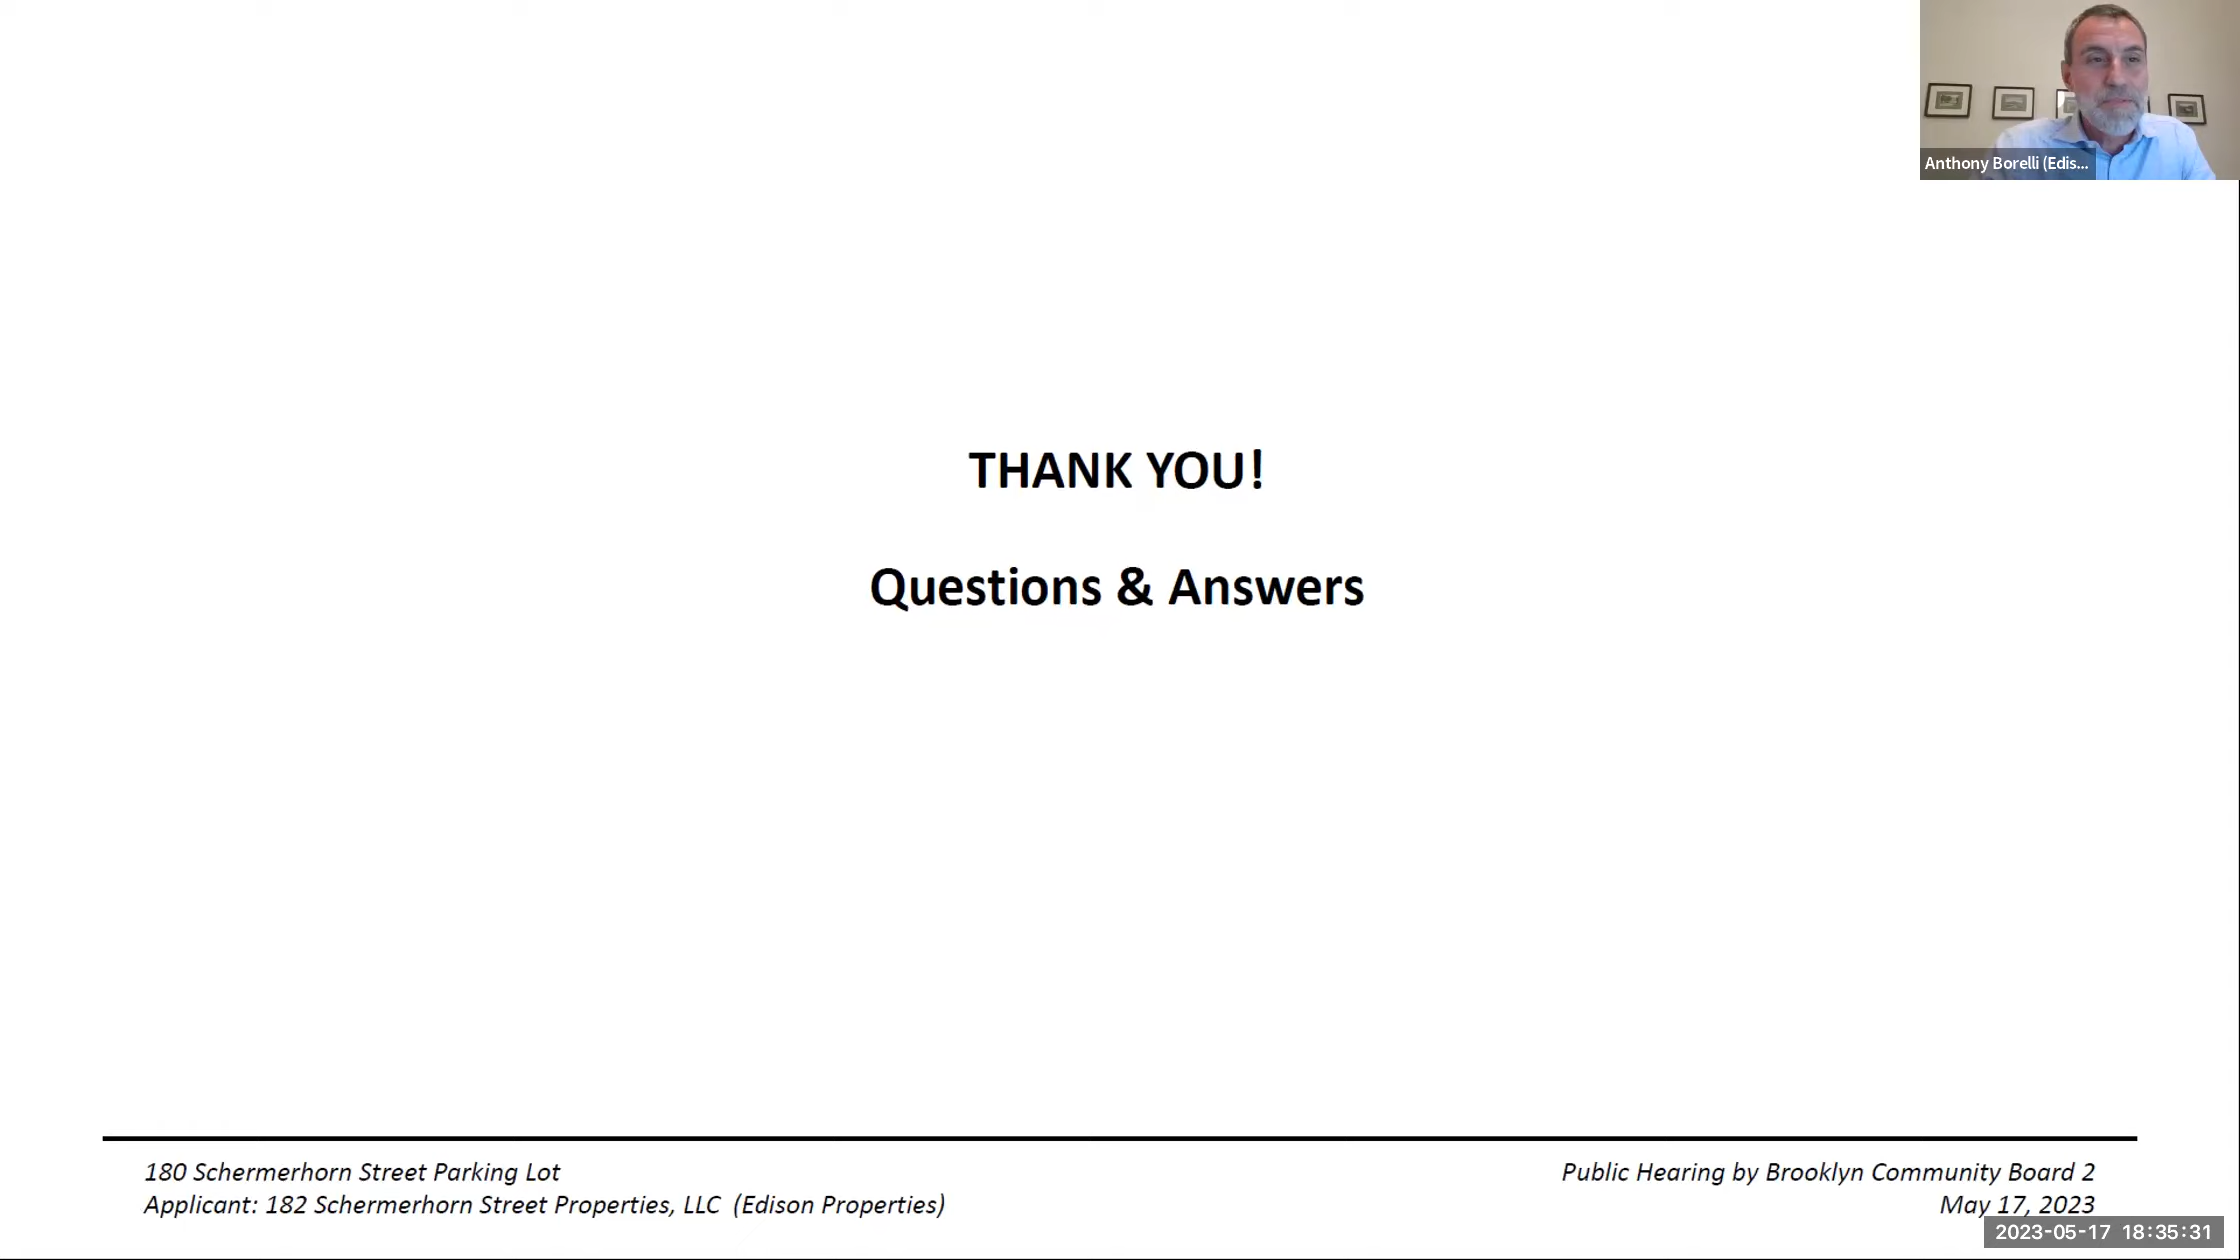 Anthony Borelli (Edis...
THANK YOU!
Questions & Answers
180 Schermerhorn Street Parking Lot
Applicant: 182 Schermerhorn Street Properties, LLC (Edison Properties)
Public Hearing by Brooklyn Community Board 2
May 17, 2023
2023-05-17 18:35:31